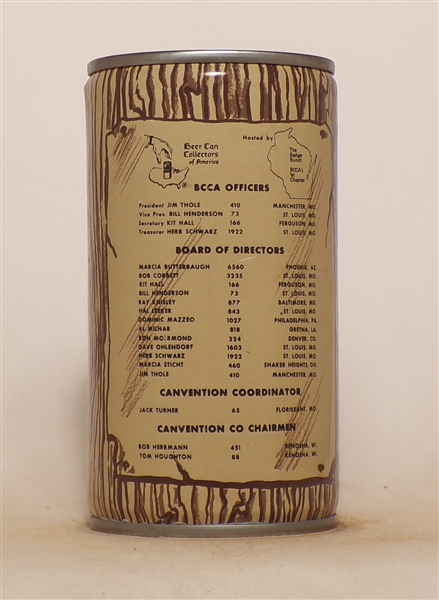 Beer Can
Collectors
of America
®
Hosted by
The
Badger
Bunch
BCCA's
Chapter
BCCA OFFICERS
President JIM THOLE 410 MANCHESTER, MO.
Vice Pres. BILL HENDERSON 73 ST. LOUIS, MO.
Secretary KIT HALL 166 FERGUSON, MO.
Treasurer HERB SCHWARZ 1922 ST. LOUIS, MO.
BOARD OF DIRECTORS
MARCIA BUTTERBAUGH 6560 PHOENIX, AZ.
BOB CORBETT 3235 ST. LOUIS, MO.
KIT HALL 166 FERGUSON, MO.
BILL HENDERSON 73 ST. LOUIS, MO.
RAY KNISLEY 877 BALTIMORE, MD.
HAL LEEKER 843 ST. LOUIS, MO.
DOMINIC MAZZEO 1027 PHILADELPHIA, PA.
AL MILNAR 818 GRETNA, LA.
RON MOERMOND 224 DENVER, CO.
DAVE OHLENDORF 1603 ST. LOUIS, MO.
HERB SCHWARZ 1922 ST. LOUIS, MO.
MARCIA STICHT 460 SHAKER HEIGHTS, OH.
JIM THOLE 410 MANCHESTER, MO.
CANVENTION COORDINATOR
JACK TURNER 65 FLORISSANT, MO.
CANVENTION CO CHAIRMEN
BOB HERRMANN 451 KENOSHA, WI.
TOM HOUGHTON 88 KENOSHA, WI.